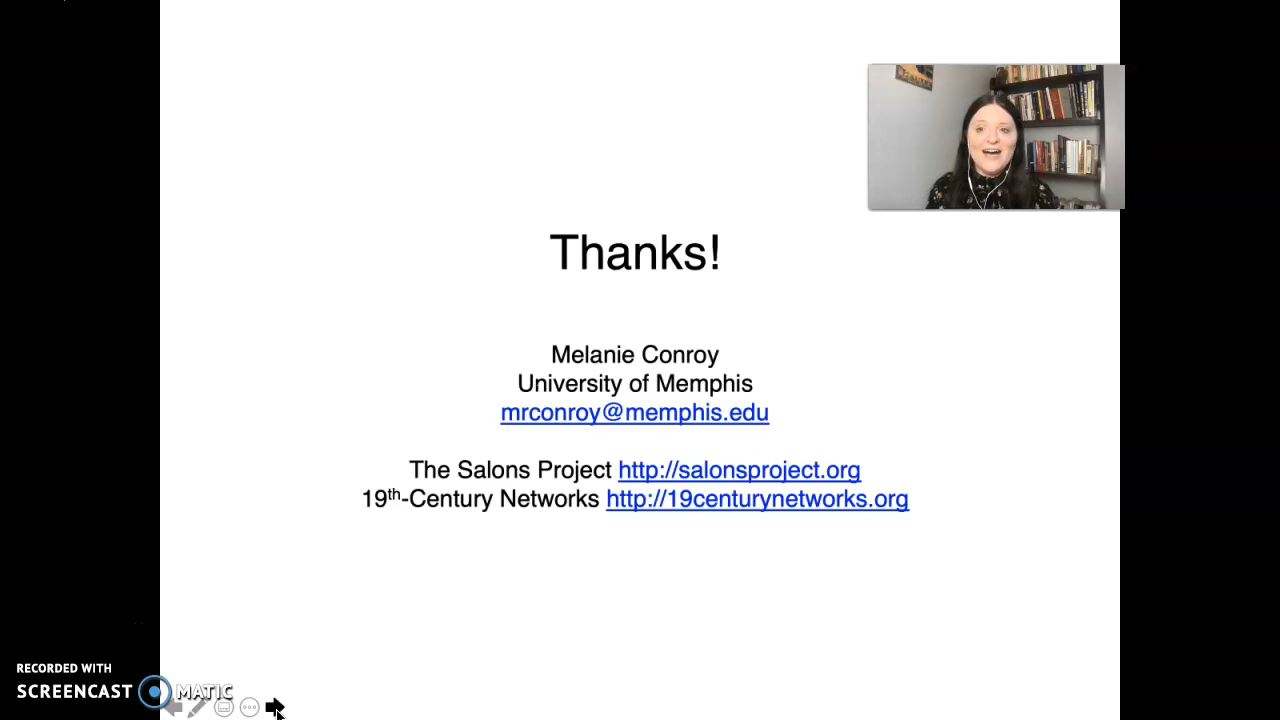 Thanks!
Melanie Conroy
University of Memphis
mrconroy@memphis.edu
The Salons Project http://salonsproject.org
19th-Century Networks http://19centurynetworks.org
RECORDED WITH
SCREENCAST MATIC